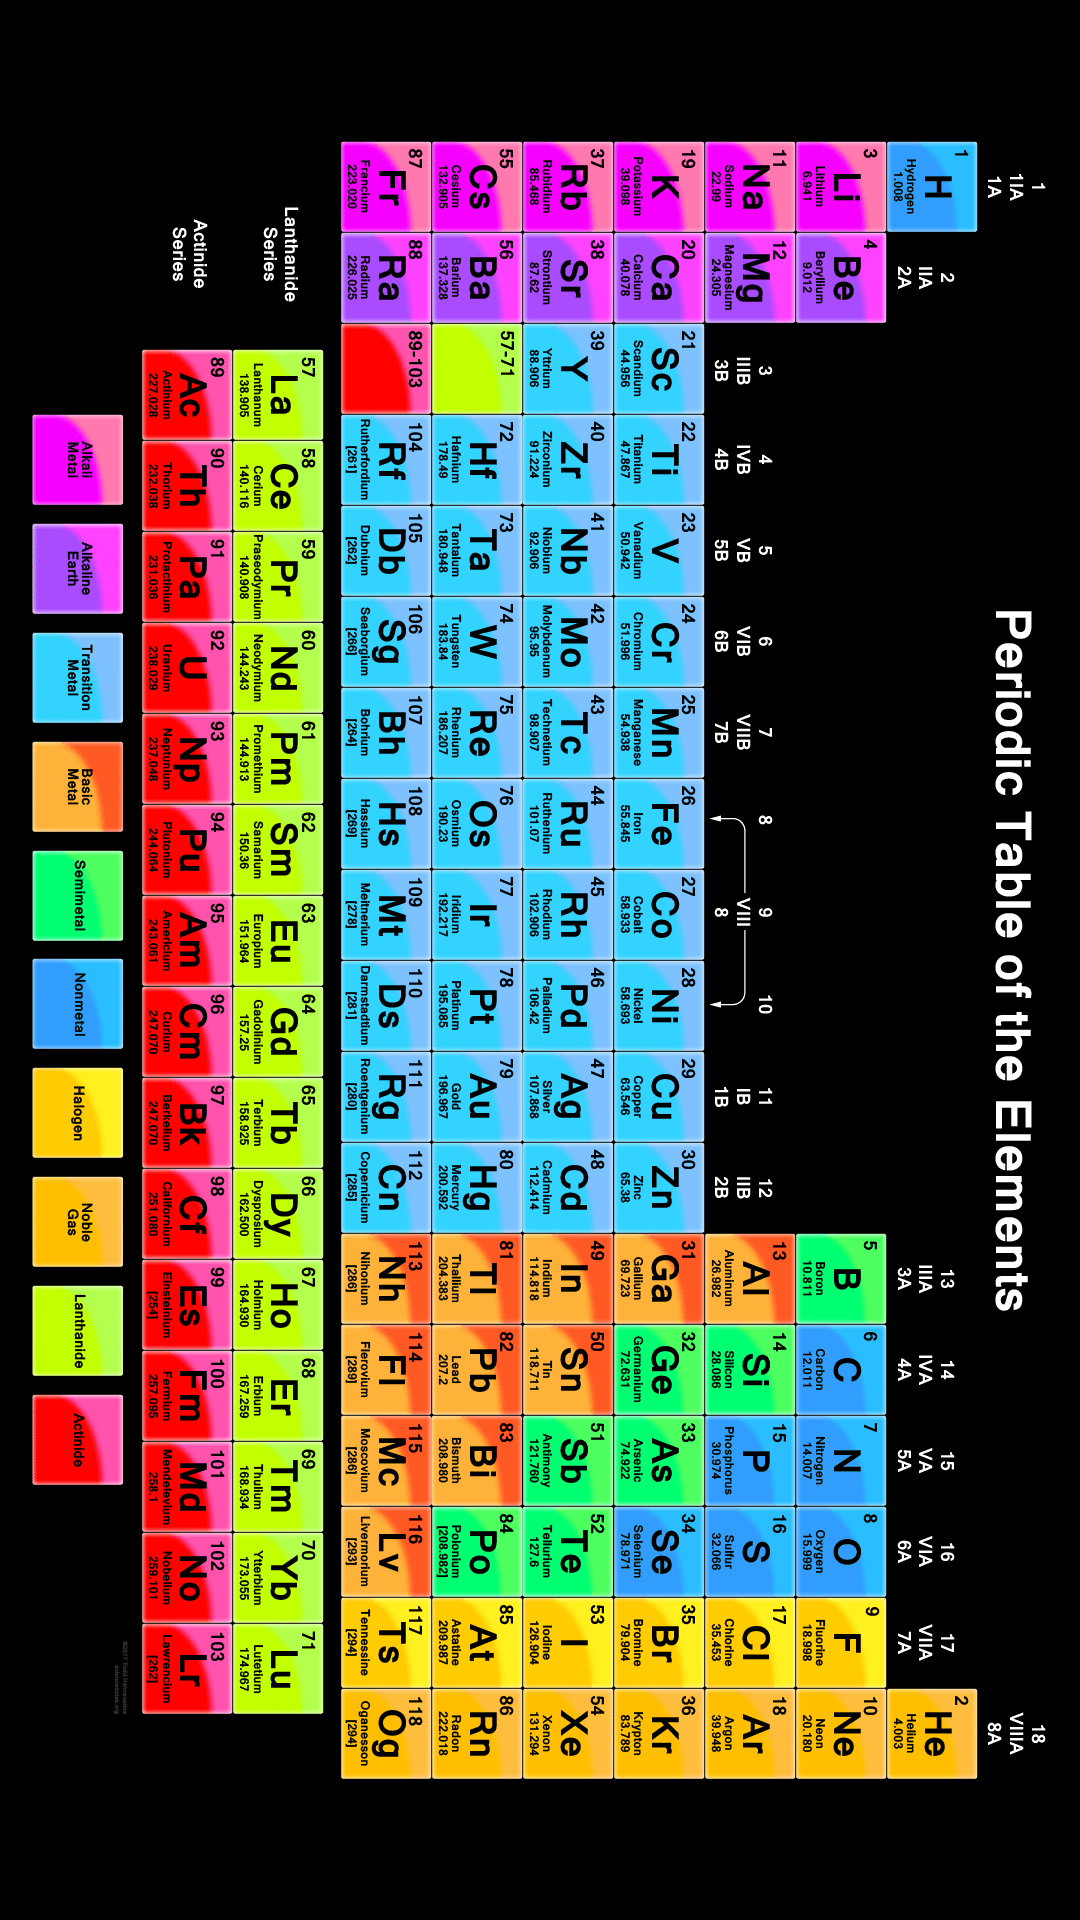 Periodic Table of the Elements
1
1IA
1A
18
VIIIA
8A
1
H
Hydrogen
1.008
2
IIA
2A
13
IIIA
3A
14
IVA
4A
15
VA
5A
16
VIA
6A
17
VIIA
7A
2
He
Helium
4.003
3
Li
Lithium
6.941
4
Be
Beryllium
9.012
5
B
Boron
10.811
6
C
Carbon
12.011
7
N
Nitrogen
14.007
8
O
Oxygen
15.999
9
F
Fluorine
18.998
10
Ne
Neon
20.180
11
Na
Sodium
22.99
12
Mg
Magnesium
24.305
3
IIIB
3B
4
IVB
4B
5
VB
5B
6
VIB
6B
7
VIIB
7B
8
9
VIII
8
10
11
IB
1B
12
IIB
2B
13
Al
Aluminum
26.982
14
Si
Silicon
28.086
15
P
Phosphorus
30.974
16
S
Sulfur
32.066
17
Cl
Chlorine
35.453
18
Ar
Argon
39.948
19
K
Potassium
39.098
20
Ca
Calcium
40.078
21
Sc
Scandium
44.956
22
Ti
Titanium
47.867
23
V
Vanadium
50.942
24
Cr
Chromium
51.996
25
Mn
Manganese
54.938
26
Fe
Iron
55.845
27
Co
Cobalt
58.933
28
Ni
Nickel
58.693
29
Cu
Copper
63.546
30
Zn
Zinc
65.38
31
Ga
Gallium
69.723
32
Ge
Germanium
72.631
33
As
Arsenic
74.922
34
Se
Selenium
78.971
35
Br
Bromine
79.904
36
Kr
Krypton
83.789
37
Rb
Rubidium
85.468
38
Sr
Strontium
87.62
39
Y
Yttrium
88.906
40
Zr
Zirconium
91.224
41
Nb
Niobium
92.906
42
Mo
Molybdenum
95.95
43
Tc
Technetium
98.907
44
Ru
Ruthenium
101.07
45
Rh
Rhodium
102.906
46
Pd
Palladium
106.42
47
Ag
Silver
107.868
48
Cd
Cadmium
112.414
49
In
Indium
114.818
50
Sn
Tin
118.711
51
Sb
Antimony
121.760
52
Te
Tellurium
127.6
53
I
Iodine
126.904
54
Xe
Xenon
131.294
55
Cs
Cesium
132.905
56
Ba
Barium
137.328
57-71
72
Hf
Hafnium
178.49
73
Ta
Tantalum
180.948
74
W
Tungsten
183.84
75
Re
Rhenium
186.207
76
Os
Osmium
190.23
77
Ir
Iridium
192.217
78
Pt
Platinum
195.085
79
Au
Gold
196.967
80
Hg
Mercury
200.592
81
Tl
Thallium
204.383
82
Pb
Lead
207.2
83
Bi
Bismuth
208.980
84
Po
Polonium
[208.982]
85
At
Astatine
209.987
86
Rn
Radon
222.018
87
Fr
Francium
223.020
88
Ra
Radium
226.025
89-103
104
Rf
Rutherfordium
[261]
105
Db
Dubnium
[262]
106
Sg
Seaborgium
[266]
107
Bh
Bohrium
[264]
108
Hs
Hassium
[269]
109
Mt
Meitnerium
[278]
110
Ds
Darmstadtium
[281]
111
Rg
Roentgenium
[280]
112
Cn
Copernicium
[285]
113
Nh
Nihonium
[286]
114
Fl
Flerovium
[289]
115
Mc
Moscovium
[286]
116
Lv
Livermorium
[293]
117
Ts
Tennessine
[294]
118
Og
Oganesson
[294]
Lanthanide
Series
57
La
Lanthanum
138.905
58
Ce
Cerium
140.116
59
Pr
Praseodymium
140.908
60
Nd
Neodymium
144.243
61
Pm
Promethium
144.913
62
Sm
Samarium
150.36
63
Eu
Europium
151.964
64
Gd
Gadolinium
157.25
65
Tb
Terbium
158.925
66
Dy
Dysprosium
162.500
67
Ho
Holmium
164.930
68
Er
Erbium
167.259
69
Tm
Thulium
168.934
70
Yb
Ytterbium
173.055
71
Lu
Lutetium
174.967
Actinide
Series
89
Ac
Actinium
227.028
90
Th
Thorium
232.038
91
Pa
Protactinium
231.036
92
U
Uranium
238.029
93
Np
Neptunium
237.048
94
Pu
Plutonium
244.064
95
Am
Americium
243.061
96
Cm
Curium
247.070
97
Bk
Berkelium
247.070
98
Cf
Californium
251.080
99
Es
Einsteinium
[254]
100
Fm
Fermium
257.095
101
Md
Mendelevium
258.1
102
No
Nobelium
259.101
103
Lr
Lawrencium
[262]
Alkali
Metal
Alkaline
Earth
Transition
Metal
Basic
Metal
Semimetal
Nonmetal
Halogen
Noble
Gas
Lanthanide
Actinide
©2017 Todd Helmenstine
sciencenotes.org